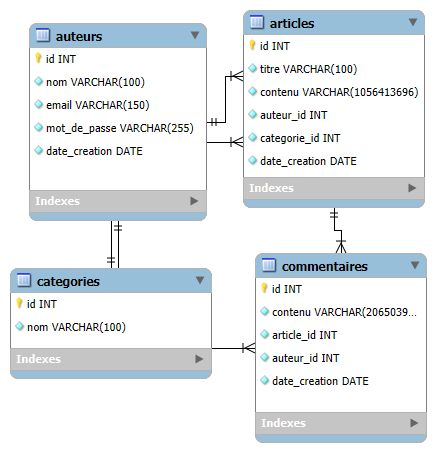 auteurs
id INT
nom VARCHAR(100)
email VARCHAR(150)
mot_de_passe VARCHAR(255)
date_creation DATE
Indexes
articles
id INT
titre VARCHAR(100)
contenu VARCHAR(1056413696)
auteur_id INT
categorie_id INT
date_creation DATE
Indexes
categories
id INT
nom VARCHAR(100)
Indexes
commentaires
id INT
contenu VARCHAR(2065039...
article_id INT
auteur_id INT
date_creation DATE
Indexes